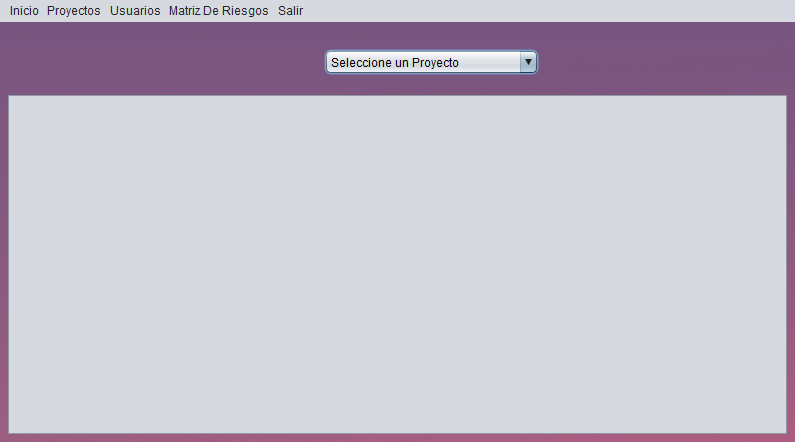 Inicio Proyectos Usuarios Matriz De Riesgos Salir
Seleccione un Proyecto